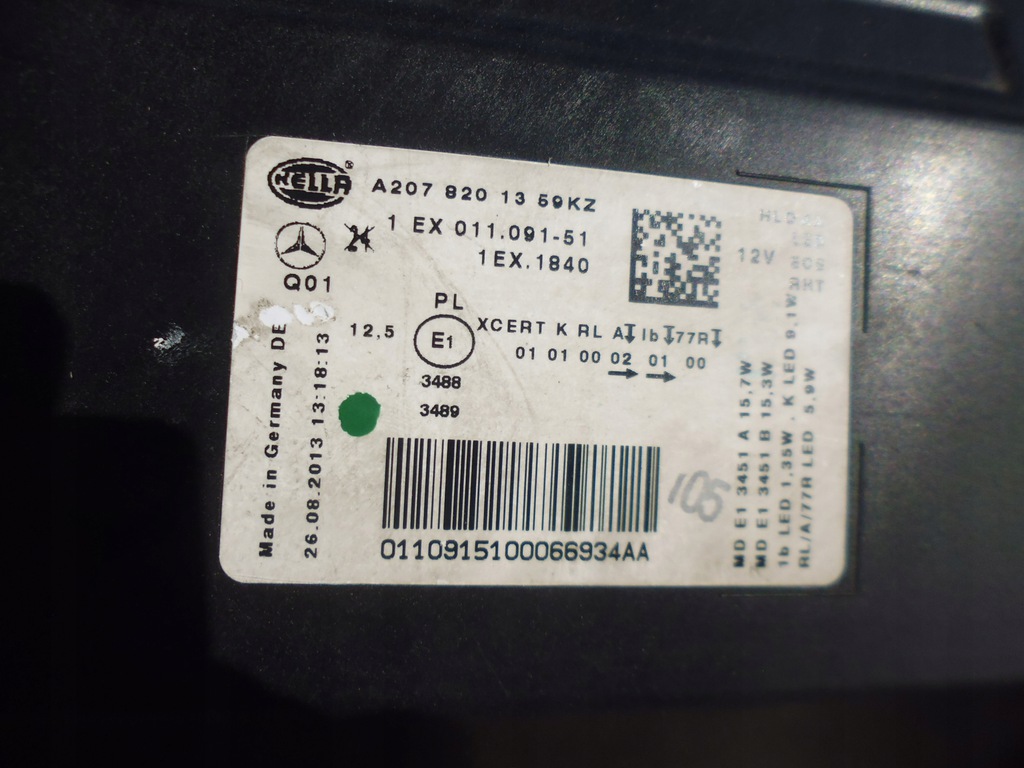 HELLA ®
A207 820 13 59KZ
24
1 EX 011.091-51
1EX.1840
Q01
12V
PL
12,5
E1
XCERT K RL A Ib 77R
01 01 00 02 01 00
3488
3489
Made in Germany DE
26.08.2013 13:18:13
0110915100066934AA
105
MD E1 3451 A 15,7W
MD E1 3451 B 15,3W
1b LED 1,35W , K LED 9,1W
RL/A/77R LED 5,9W